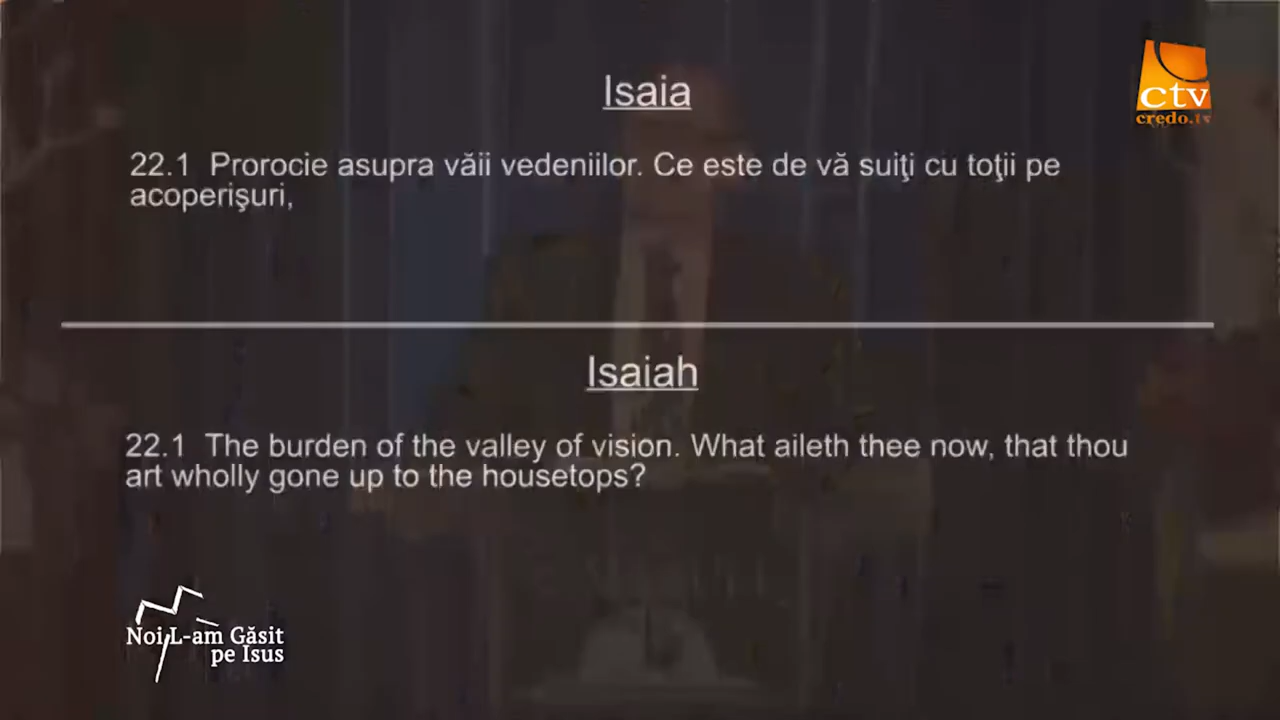 ctv
credo.tv
Isaia
22.1 Prorocie asupra văii vedeniilor. Ce este de vă suiţi cu toţii pe
acoperişuri,
Isaiah
22.1 The burden of the valley of vision. What aileth thee now, that thou
art wholly gone up to the housetops?
Noi L-am Găsit
pe Isus